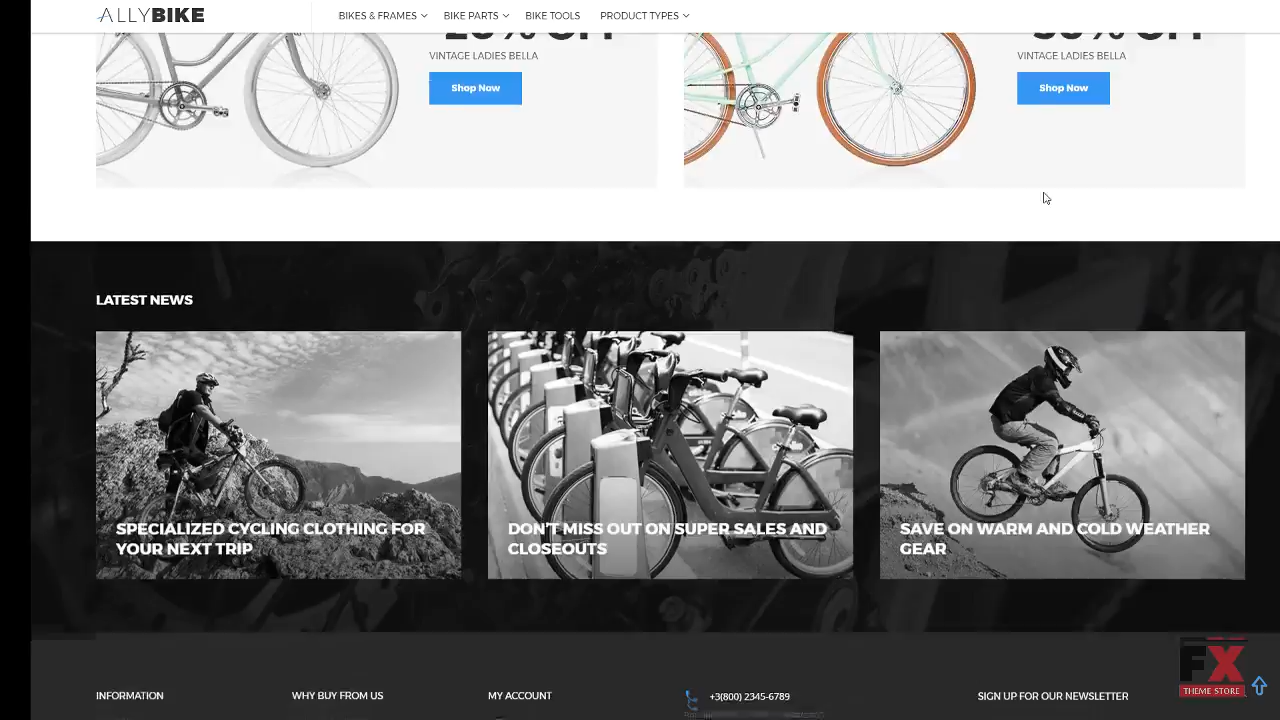 ALLYBIKE
BIKES & FRAMES
BIKE PARTS
BIKE TOOLS
PRODUCT TYPES
VINTAGE LADIES BELLA
Shop Now
VINTAGE LADIES BELLA
Shop Now
LATEST NEWS
SPECIALIZED CYCLING CLOTHING FOR
YOUR NEXT TRIP
DON'T MISS OUT ON SUPER SALES AND
CLOSEOUTS
SAVE ON WARM AND COLD WEATHER
GEAR
FX
THEME STORE
INFORMATION
WHY BUY FROM US
MY ACCOUNT
+3(800) 2345-6789
SIGN UP FOR OUR NEWSLETTER